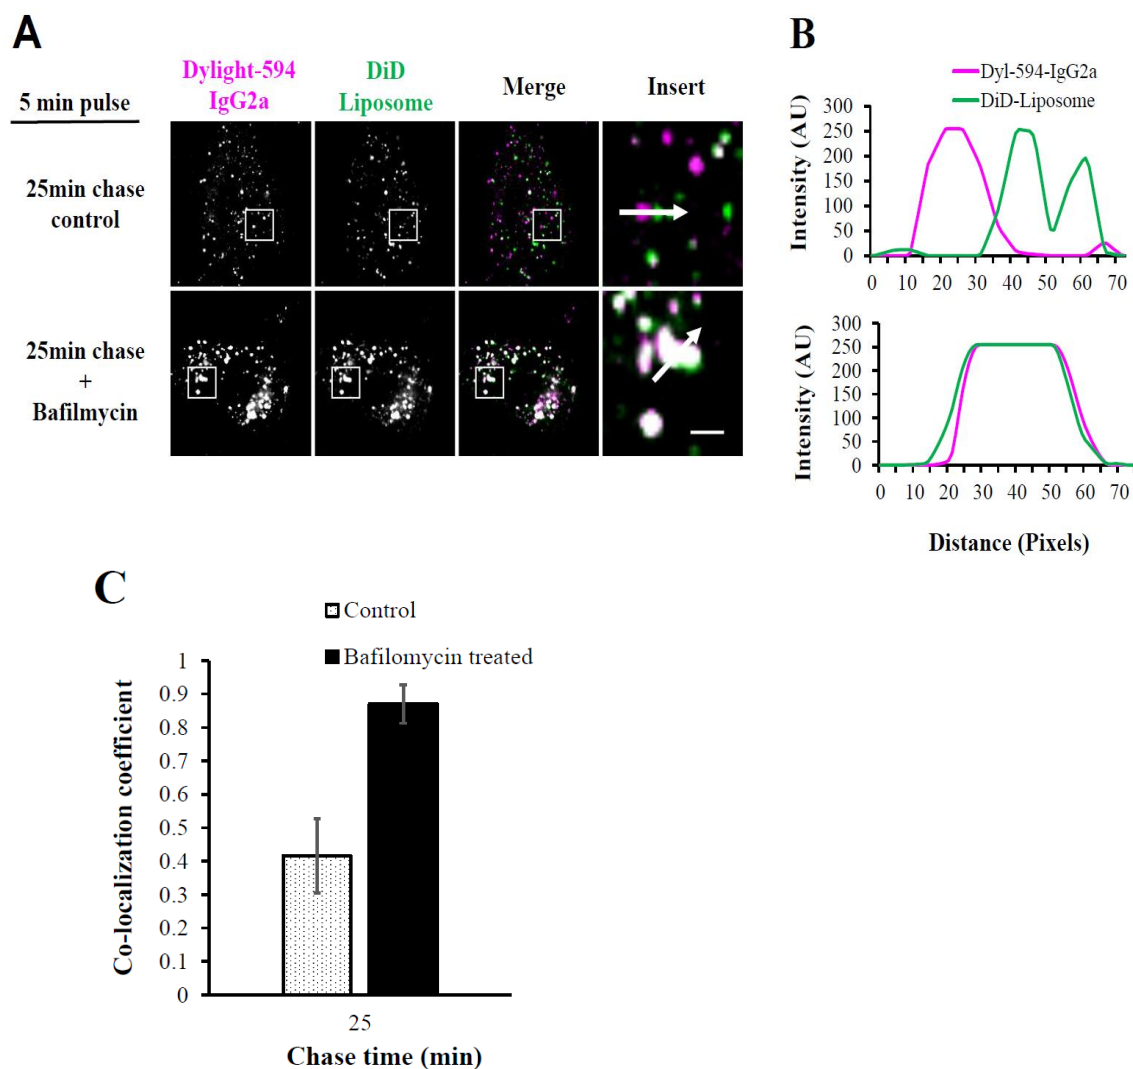 A
Dylight-594
IgG2a
DiD
Liposome
Merge
Insert
5 min pulse
25min chase
control
25min chase
+
Bafilmycin
B
Dyl-594-IgG2a
DiD-Liposome
Intensity (AU)
300
250
200
150
100
50
0
0 10 20 30 40 50 60 70
Intensity (AU)
300
250
200
150
100
50
0
0 10 20 30 40 50 60 70
Distance (Pixels)
C
Control
Bafilomycin treated
Co-localization coefficient
1
0.9
0.8
0.7
0.6
0.5
0.4
0.3
0.2
0.1
0
25
Chase time (min)